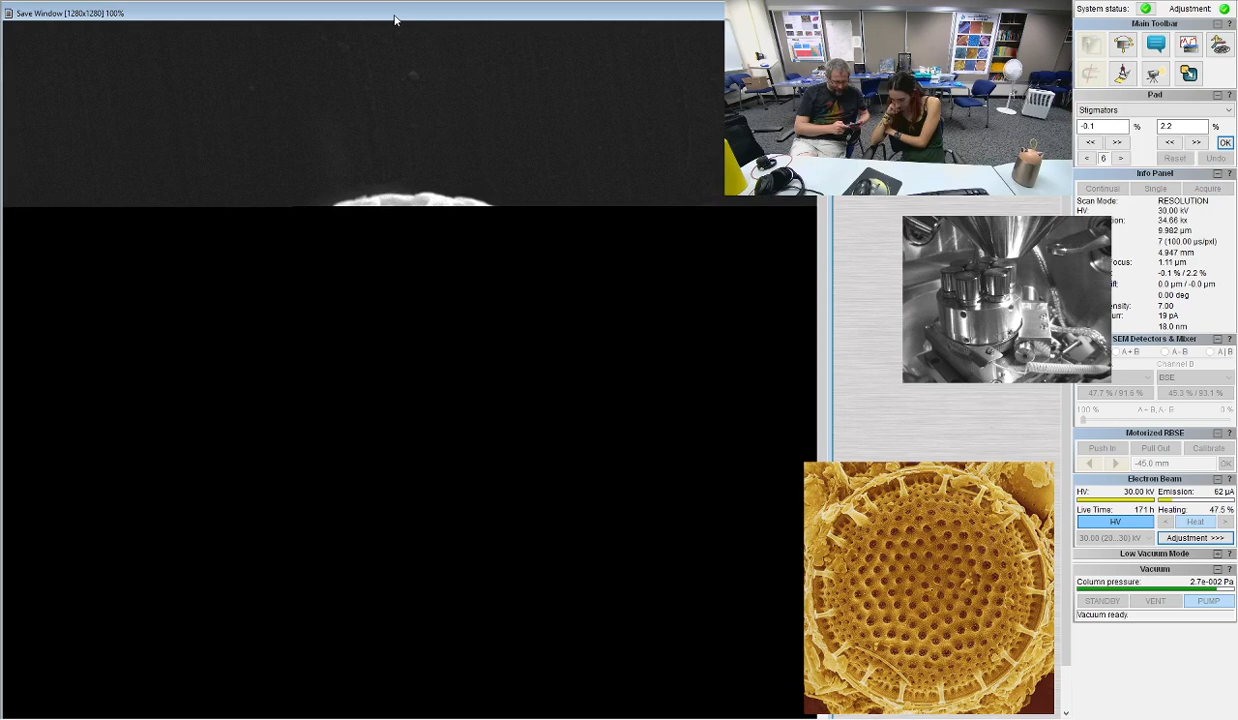 Save Window [1280x1280] 100%
System status: Adjustment:
Main Toolbar
Pad
Stigmators
-0.1 % 2.2 %
<< >> << >> OK
< 6 > Reset Undo
Info Panel
Continual Single Acquire
Scan Mode: RESOLUTION
HV: 30.00 kV
34.66 kx
9.982 µm
7 (100.00 µs/pxl)
4.947 mm
ocus: 1.11 µm
-0.1 % / 2.2 %
ift: 0.0 µm / -0.0 µm
0.00 deg
ensity: 7.00
urr: 19 pA
18.0 nm
SEM Detectors & Mixer
A + B A - B A | B
Channel B
BSE
47.7 % / 91.6 % 45.3 % / 93.1 %
100 % A + B, A - B 0 %
Motorized RBSE
Push In Pull Out Calibrate
-45.0 mm OK
Electron Beam
HV: 30.00 kV Emission: 62 µA
Live Time: 171 h Heating: 47.5 %
HV < Heat >
30.00 (20...30) kV Adjustment >>>
Low Vacuum Mode
Vacuum
Column pressure: 2.7e-002 Pa
STANDBY VENT PUMP
Vacuum ready.